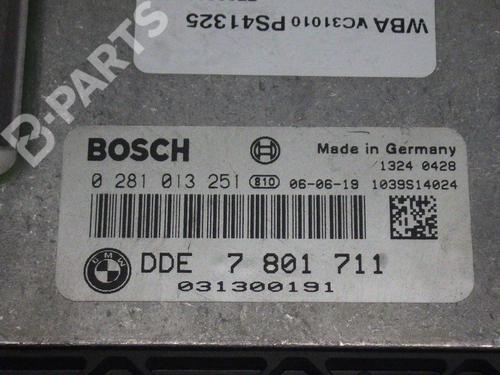 WBA VC31010 PS41325
B-PARTS
BOSCH
Made in Germany
1324 0428
0 281 013 251 810 06-06-19 1039S14024
BMW
DDE 7 801 711
031300191